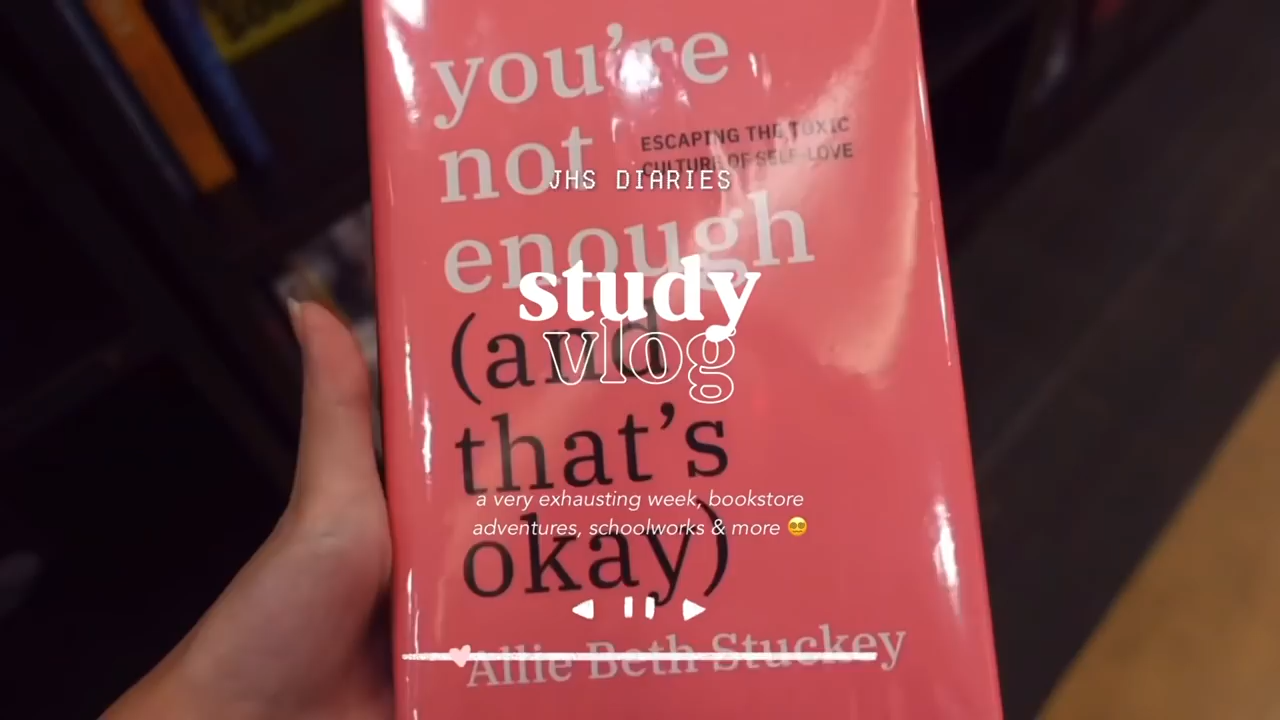 you're
not
ESCAPING THE TOXIC
CULTURE OF SELF-LOVE
JHS DIARIES
enough
study
vlog
(and
that's
a very exhausting week, bookstore
adventures, schoolworks & more 😵‍💫
okay)
Allie Beth Stuckey